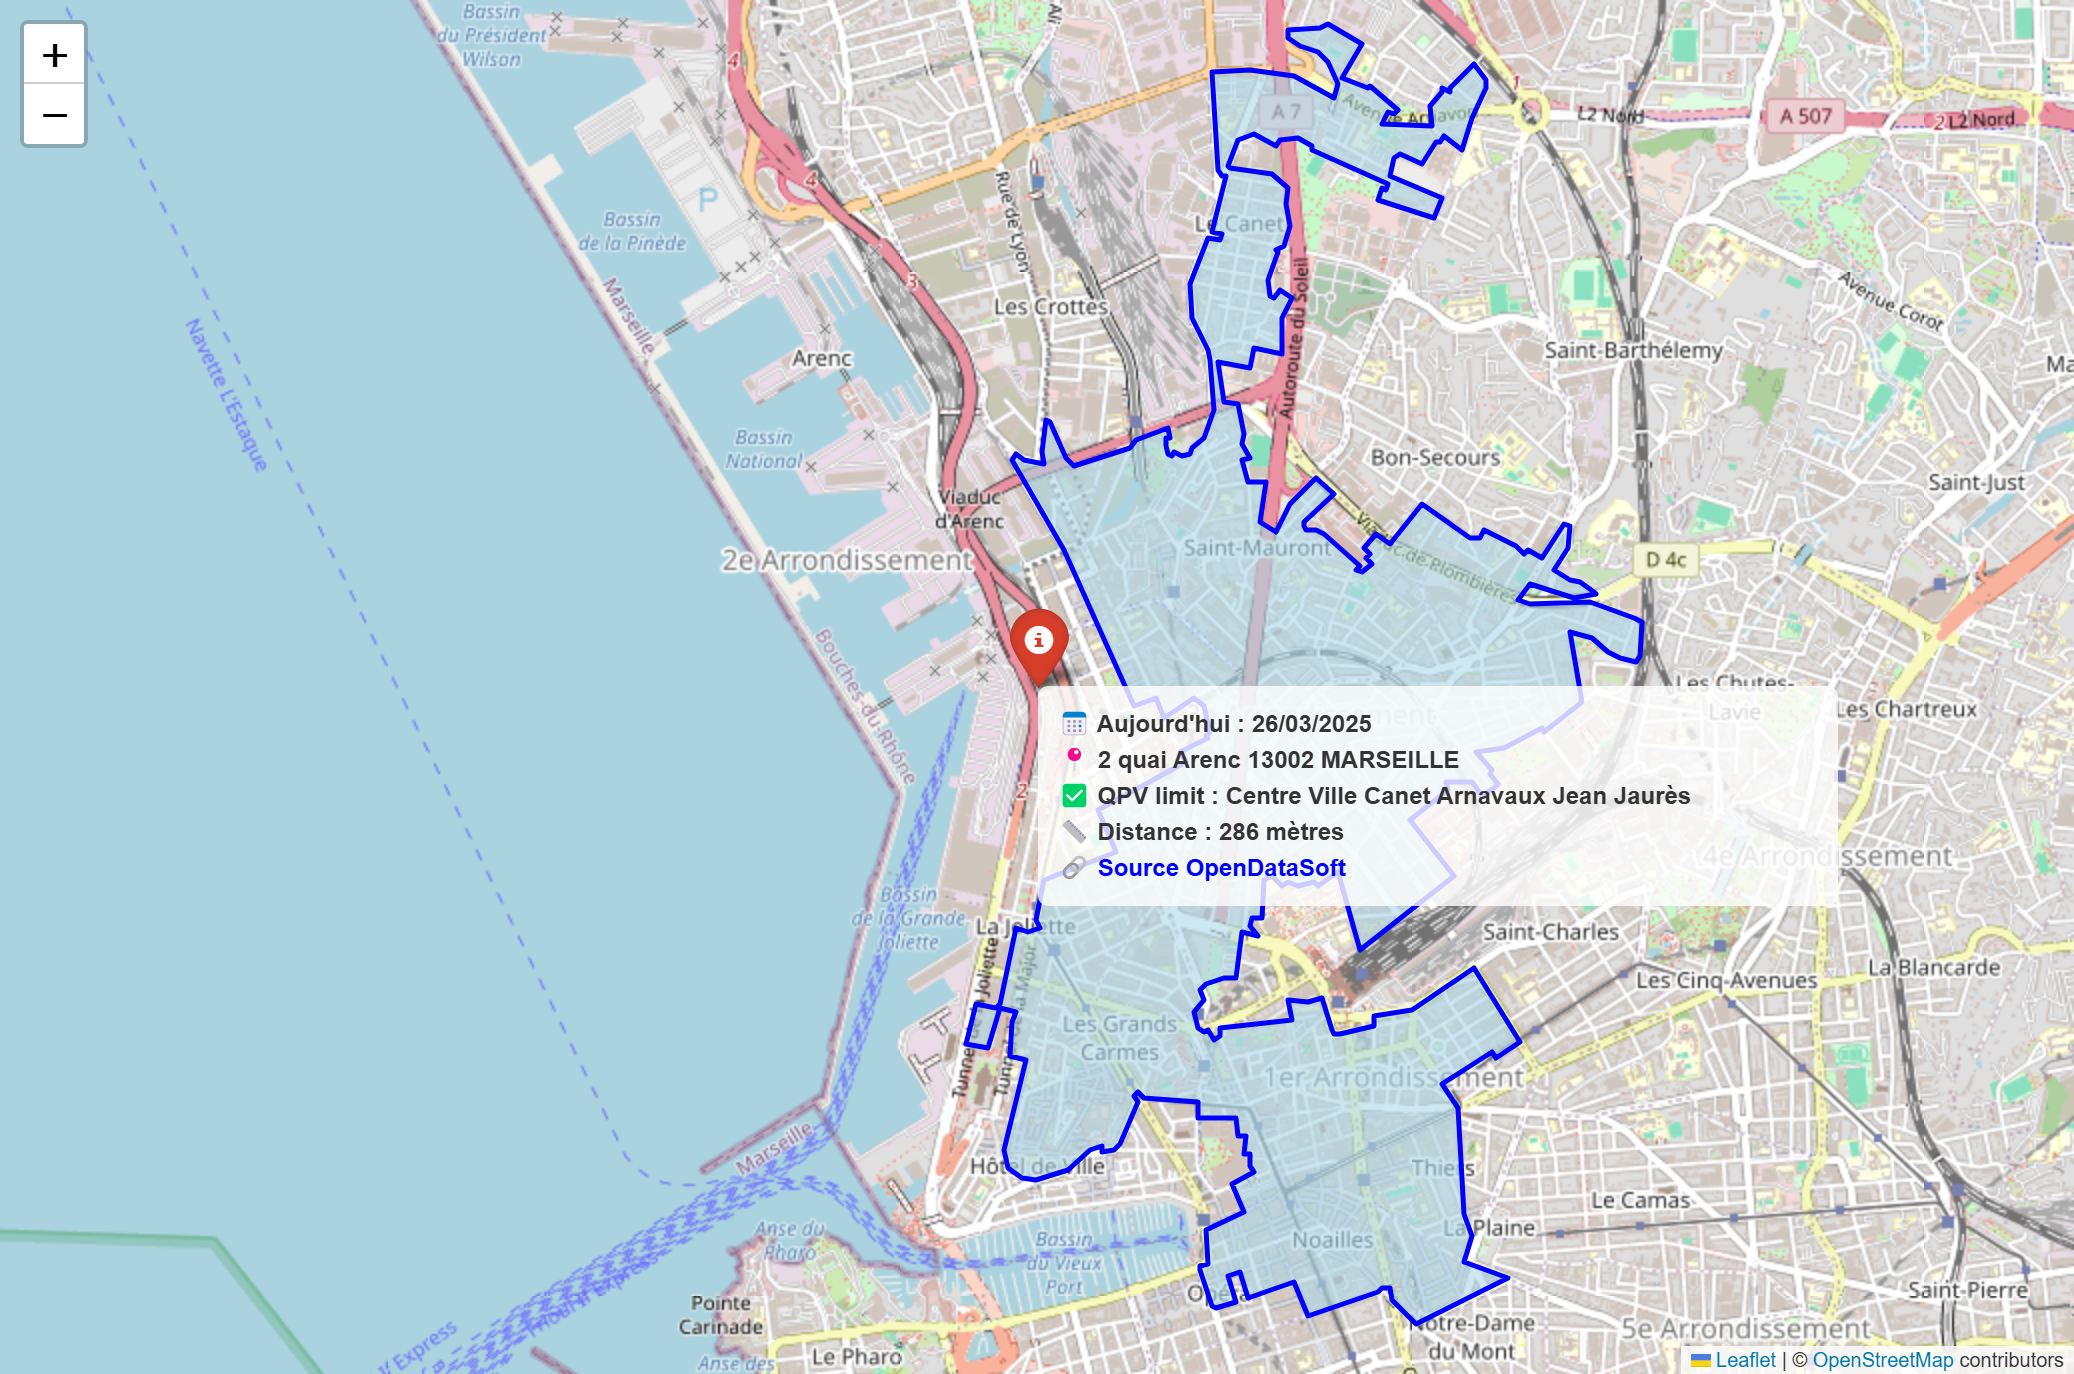 +
−
Bassin
du Président
Wilson
4
4
3
A 7
Avenue Arnavon
1
L2 Nord
A 507
2
L2 Nord
P
Rue de Lyon
Bassin
de la Pinède
Le Canet
Marseille
Navette L'Estaque
Les Crottes
Autoroute du Soleil
Avenue Corot
Arenc
Saint-Barthélemy
Bassin
National
Bon-Secours
Saint-Just
Viaduc
d'Arenc
2e Arrondissement
Saint-Mauront
Viaduc de Plombières
D 4c
Bouches-du-Rhône
Les Chutes-
Lavie
Les Chartreux
Aujourd'hui : 26/03/2025
2 quai Arenc 13002 MARSEILLE
QPV limit : Centre Ville Canet Arnavaux Jean Jaurès
Distance : 286 mètres
Source OpenDataSoft
2
4e Arrondissement
Bassin
de la Grande
Joliette
La Joliette
Saint-Charles
La Blancarde
Les Cinq-Avenues
Les Grands
Carmes
1er Arrondissement
Marseille
Hôtel de Ville
Thiers
Le Camas
La Plaine
Noailles
Anse du
Pharo
Bassin
du Vieux
Port
Opéra
Saint-Pierre
Pointe
Carinade
Notre-Dame
du Mont
5e Arrondissement
Le Pharo
Anse des
Leaflet | © OpenStreetMap contributors